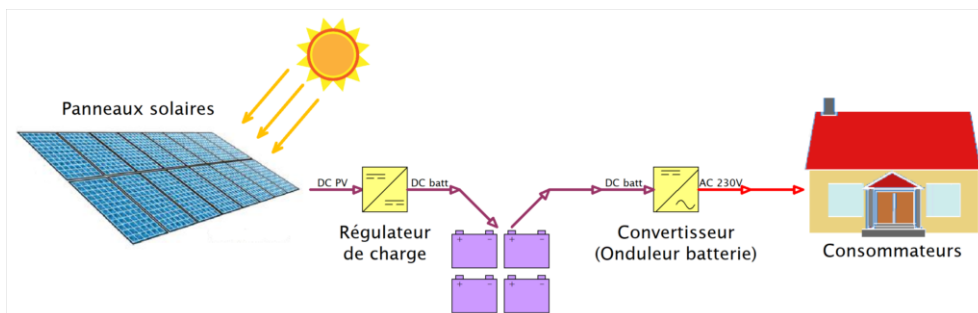 Panneaux solaires
DC PV
DC batt
DC batt
AC 230V
Régulateur
de charge
Convertisseur
(Onduleur batterie)
Consommateurs
+ -
+ -
+ -
+ -